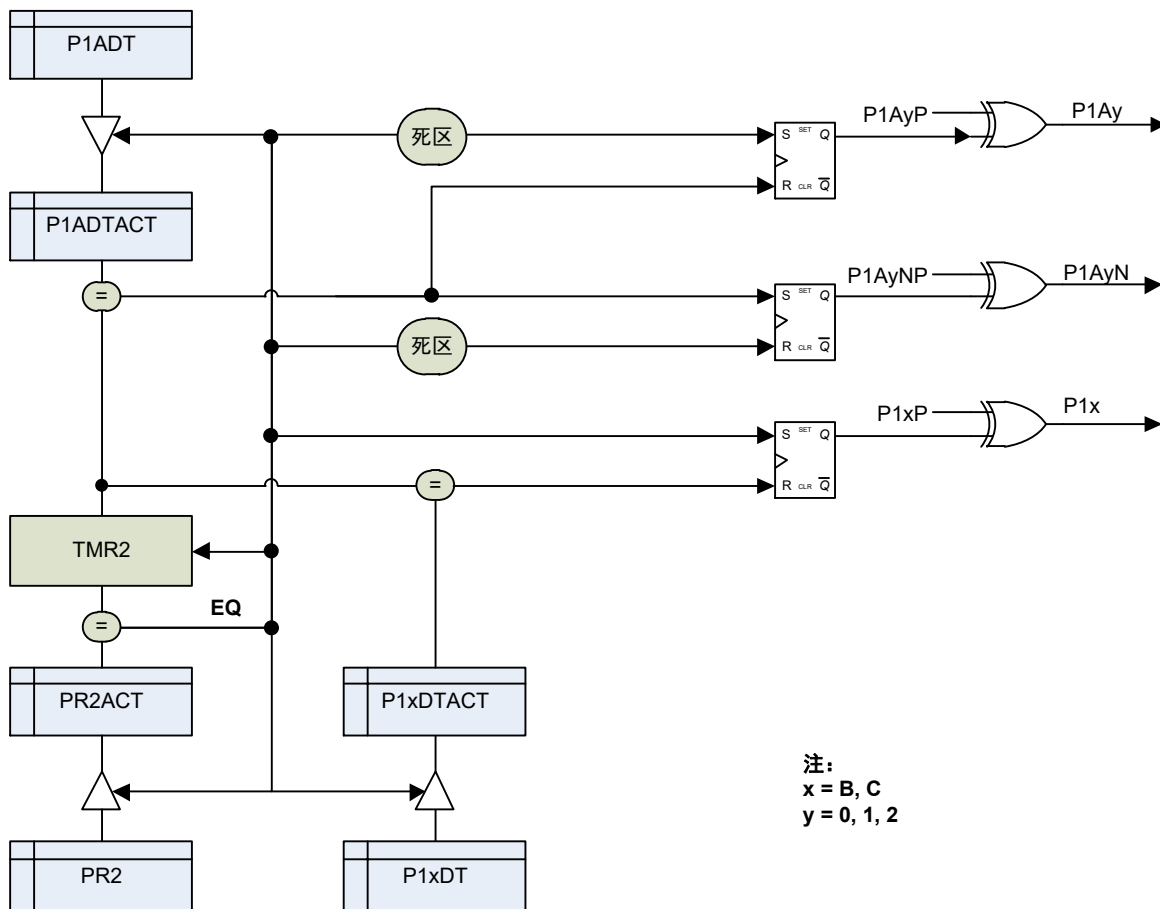 P1ADT
死区
S SET Q
R CLR Q
P1AyP
P1Ay
P1ADTACT
=
死区
S SET Q
R CLR Q
P1AyNP
P1AyN
S SET Q
R CLR Q
P1xP
P1x
=
TMR2
EQ
=
PR2ACT
P1xDTACT
PR2
P1xDT
注：
x = B, C
y = 0, 1, 2